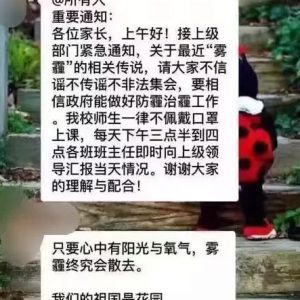 @所有人
重要通知：
各位家长，上午好！接上级
部门紧急通知，关于最近“雾
霾”的相关传说，请大家不信
谣不传谣不非法集会，要相
信政府能做好防霾治霾工作
。我校师生一律不佩戴口罩
上课，每天下午三点半到四
点各班班主任即时向上级领
导汇报当天情况。谢谢大家
的理解与配合！
只要心中有阳光与氧气，雾
霾终究会散去。
我们的祖国是花园